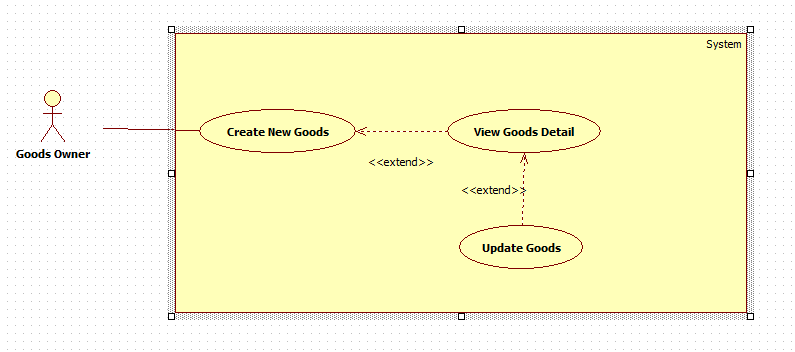 System
Create New Goods
View Goods Detail
Goods Owner
<<extend>>
<<extend>>
Update Goods